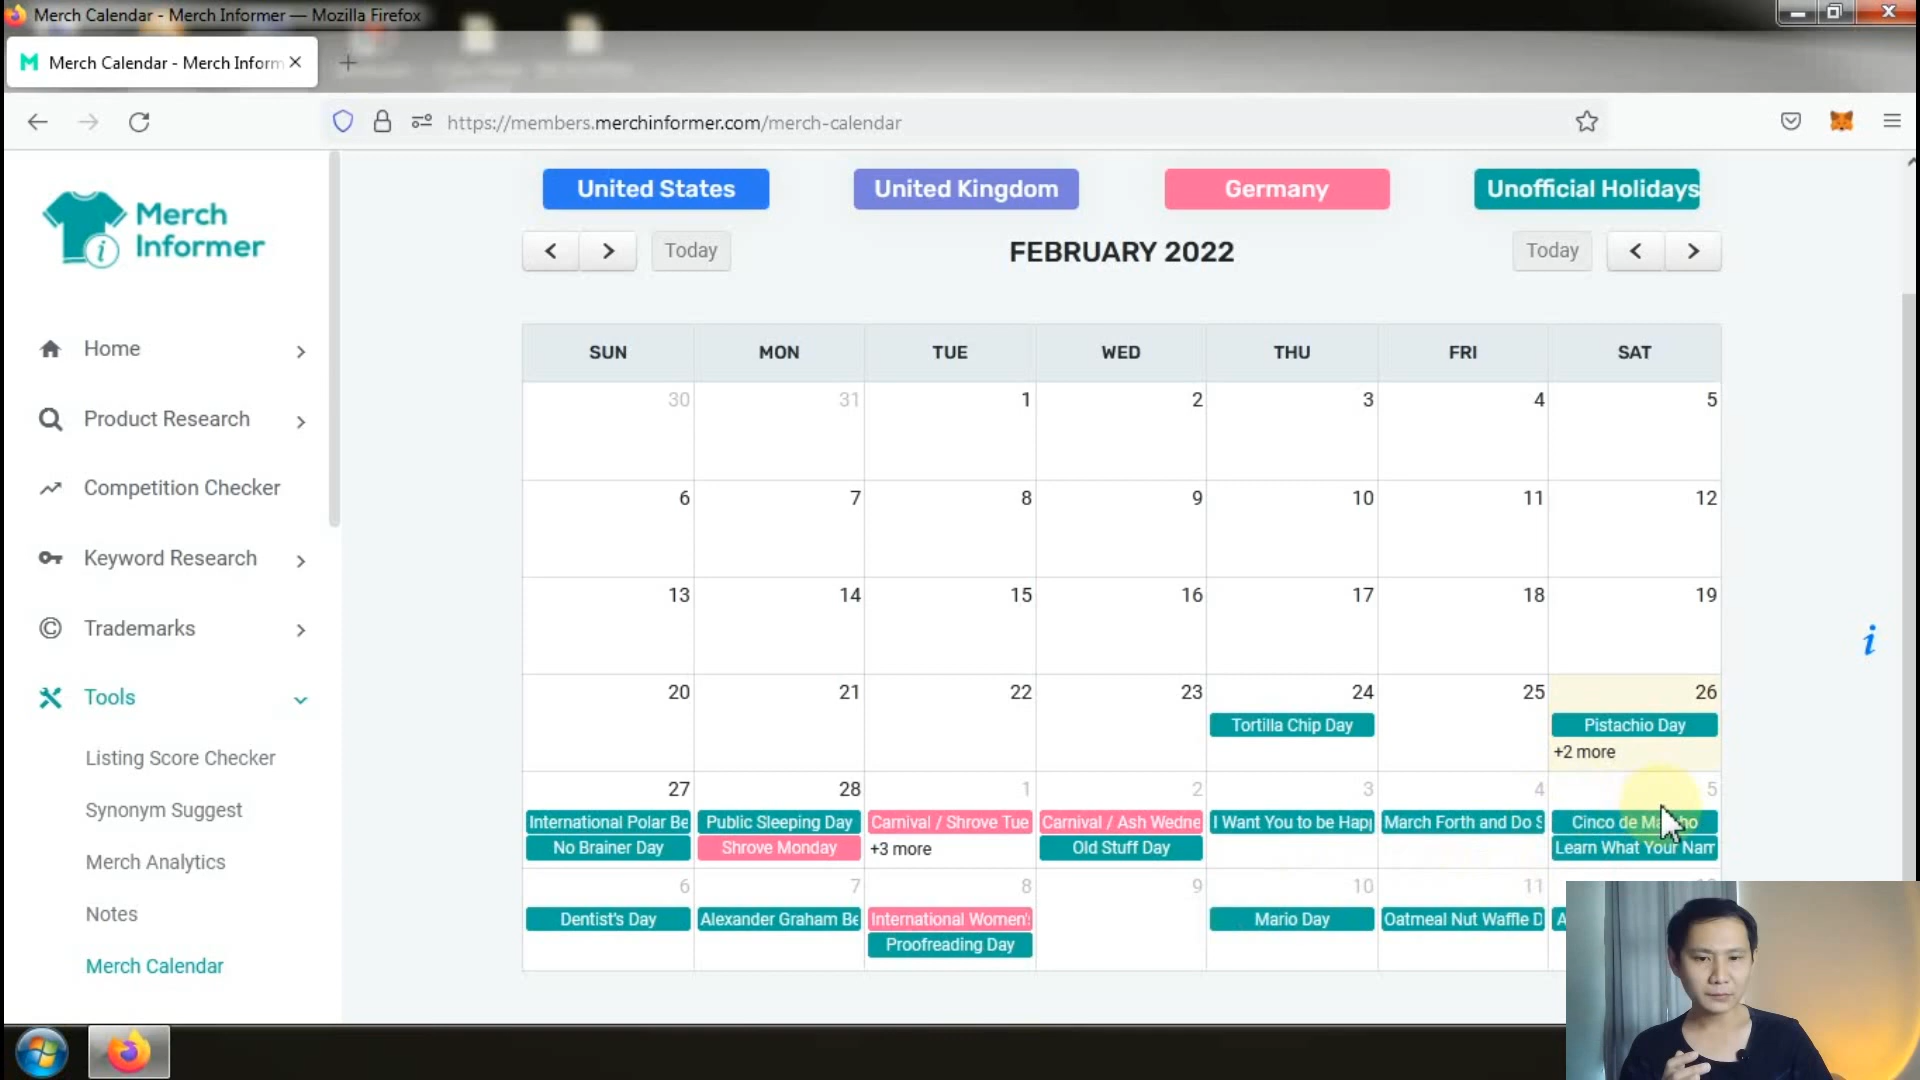 Merch Calendar - Merch Informer — Mozilla Firefox
Merch Calendar - Merch Inform
https://members.merchinformer.com/merch-calendar
Merch
Informer
Home
Product Research
Competition Checker
Keyword Research
Trademarks
Tools
Listing Score Checker
Synonym Suggest
Merch Analytics
Notes
Merch Calendar
United States United Kingdom Germany Unofficial Holidays
Today FEBRUARY 2022 Today
SUN MON TUE WED THU FRI SAT
30 31 1 2 3 4 5
6 7 8 9 10 11 12
13 14 15 16 17 18 19
20 21 22 23 24 25 26
Tortilla Chip Day Pistachio Day
+2 more
27 28 1 2 3 4 5
International Polar Be Public Sleeping Day Carnival / Shrove Tue Carnival / Ash Wedne I Want You to be Hap March Forth and Do S Cinco de
No Brainer Day Shrove Monday +3 more Old Stuff Day Learn What Your Nam
6 7 8 9 10 11
Dentist's Day Alexander Graham Be International Women's Mario Day Oatmeal Nut Waffle D A
Proofreading Day